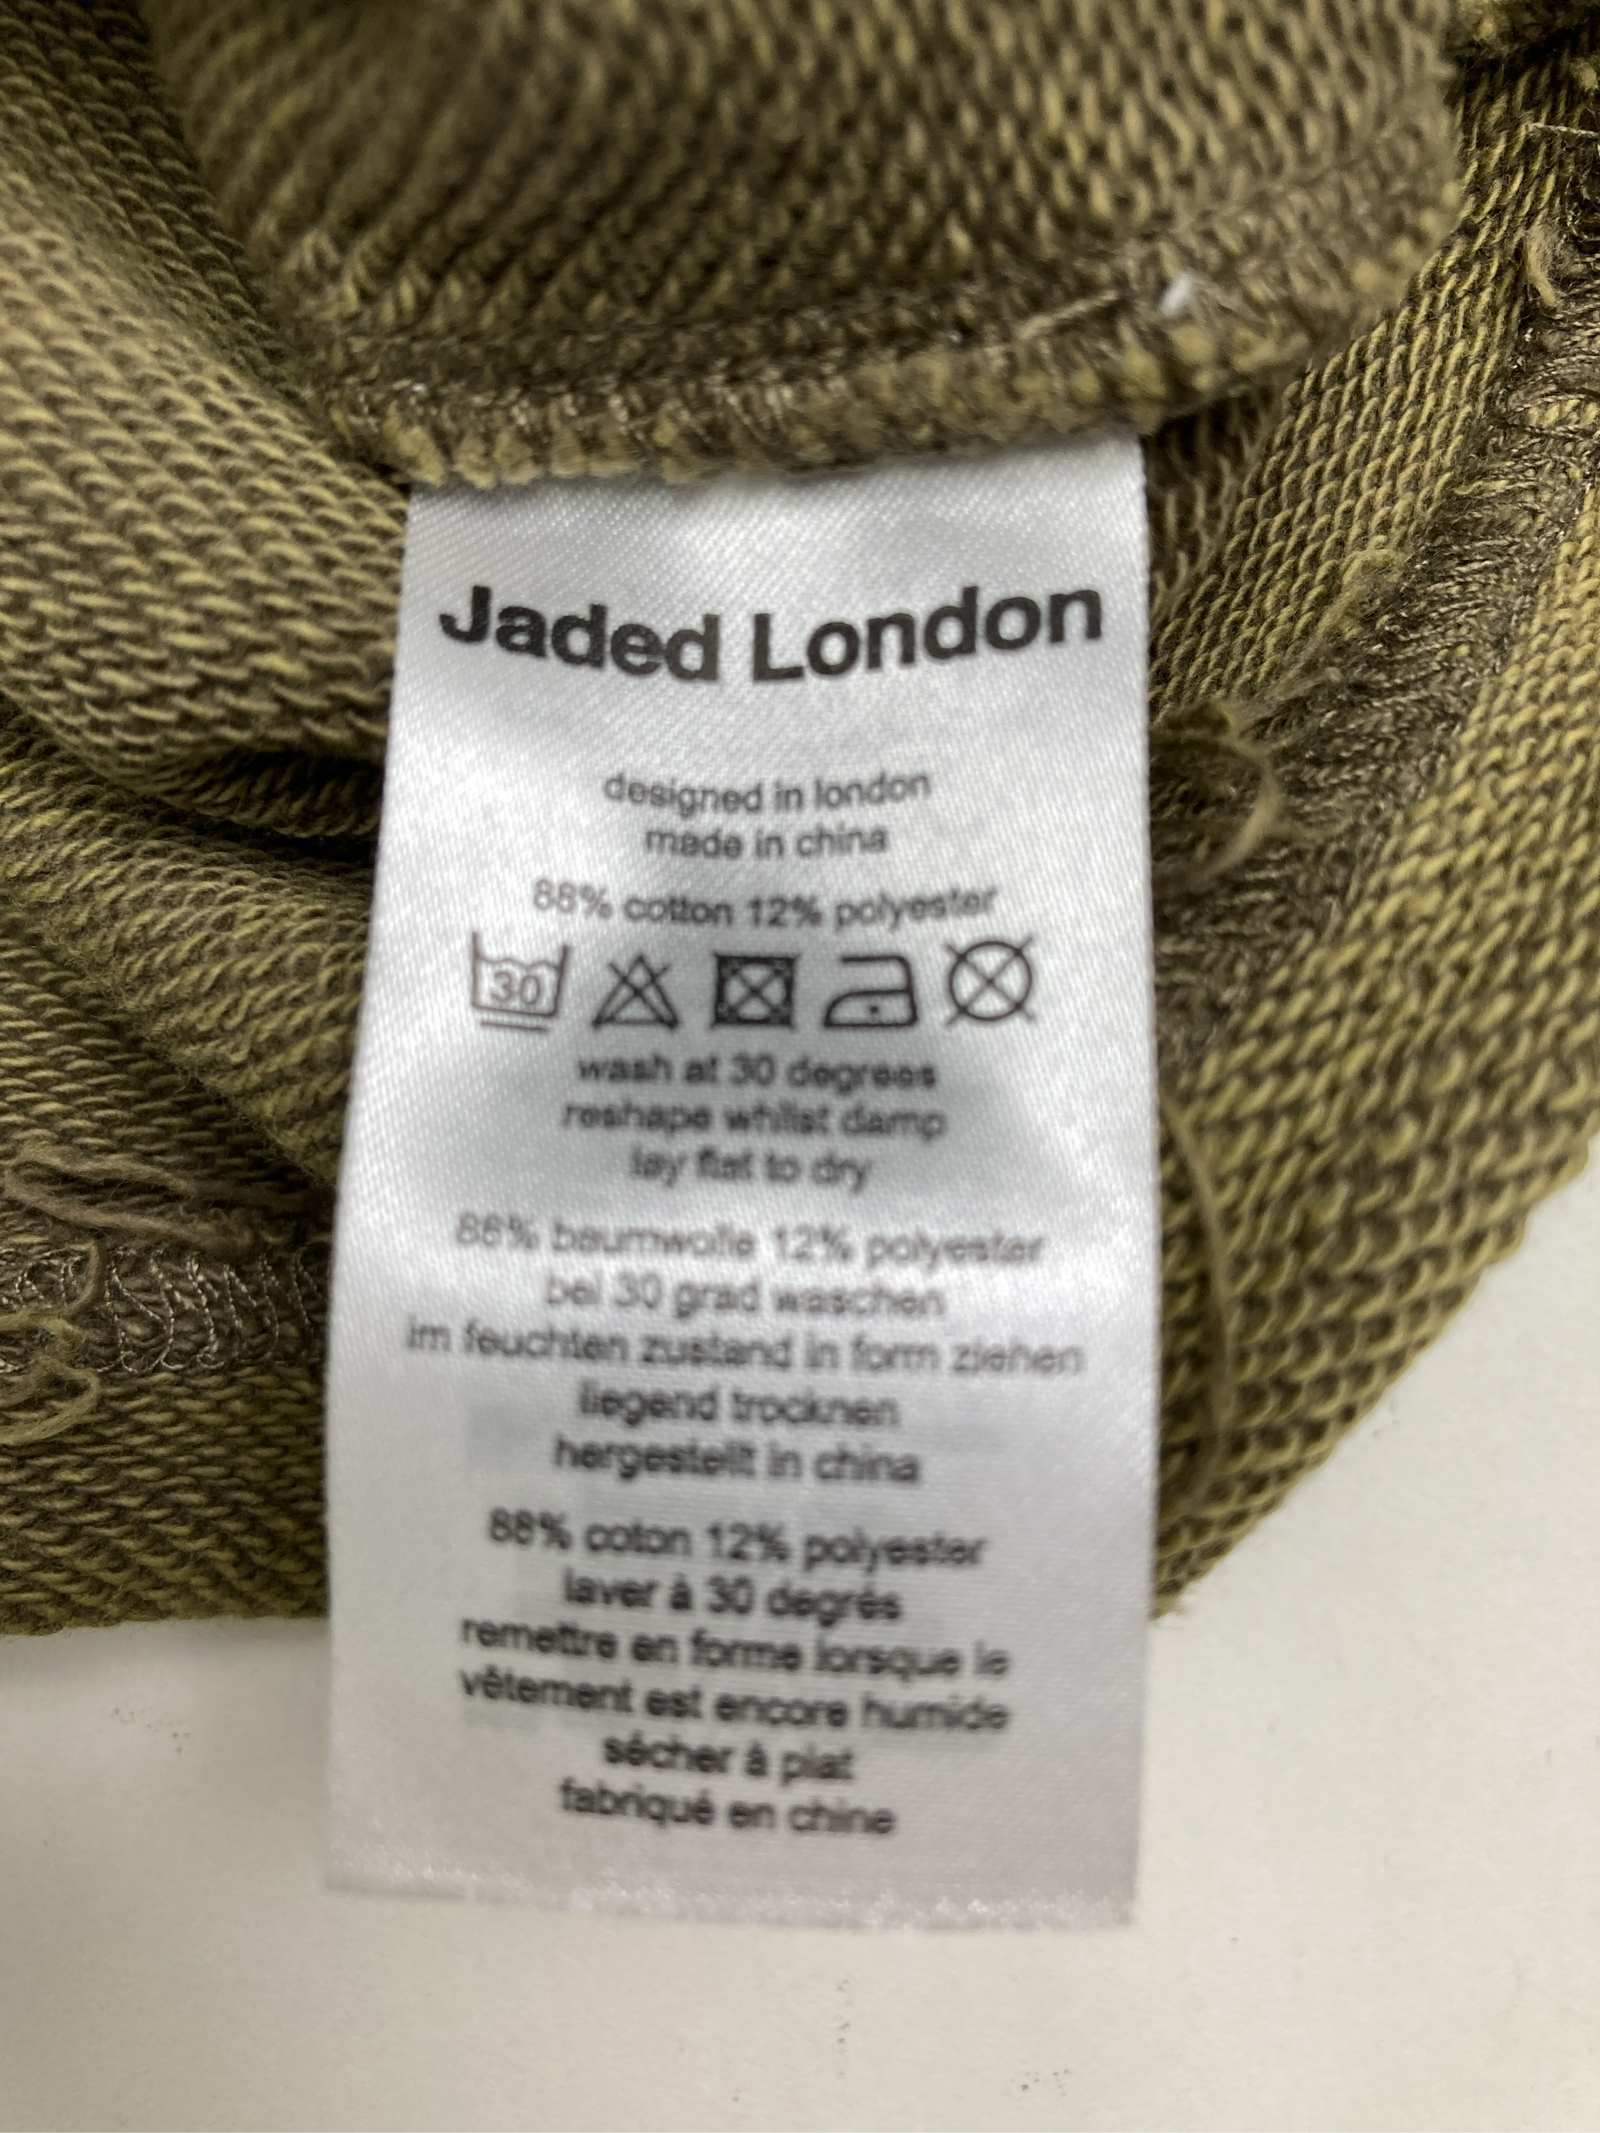 Jaded London
designed in london
made in china
88% cotton 12% polyester
30
wash at 30 degrees
reshape whilst damp
lay flat to dry
88% baumwolle 12% polyester
bei 30 grad waschen
im feuchten zustand in form ziehen
liegend trocknen
hergestellt in china
88% coton 12% polyester
laver à 30 degrés
remettre en forme lorsque le
vêtement est encore humide
sécher à plat
fabriqué en chine